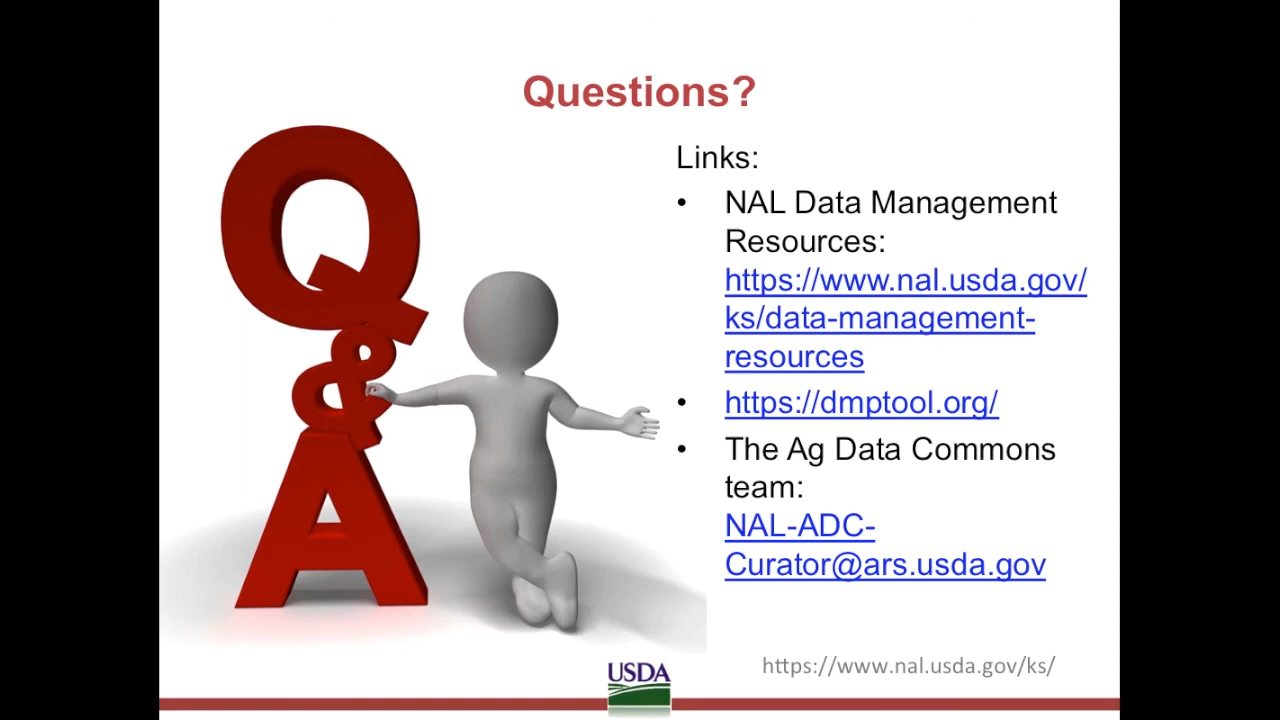 Questions?
Q
&
A
Links:
• NAL Data Management
Resources:
https://www.nal.usda.gov/
ks/data-management-
resources
• https://dmptool.org/
• The Ag Data Commons
team:
NAL-ADC-
Curator@ars.usda.gov
https://www.nal.usda.gov/ks/
USDA